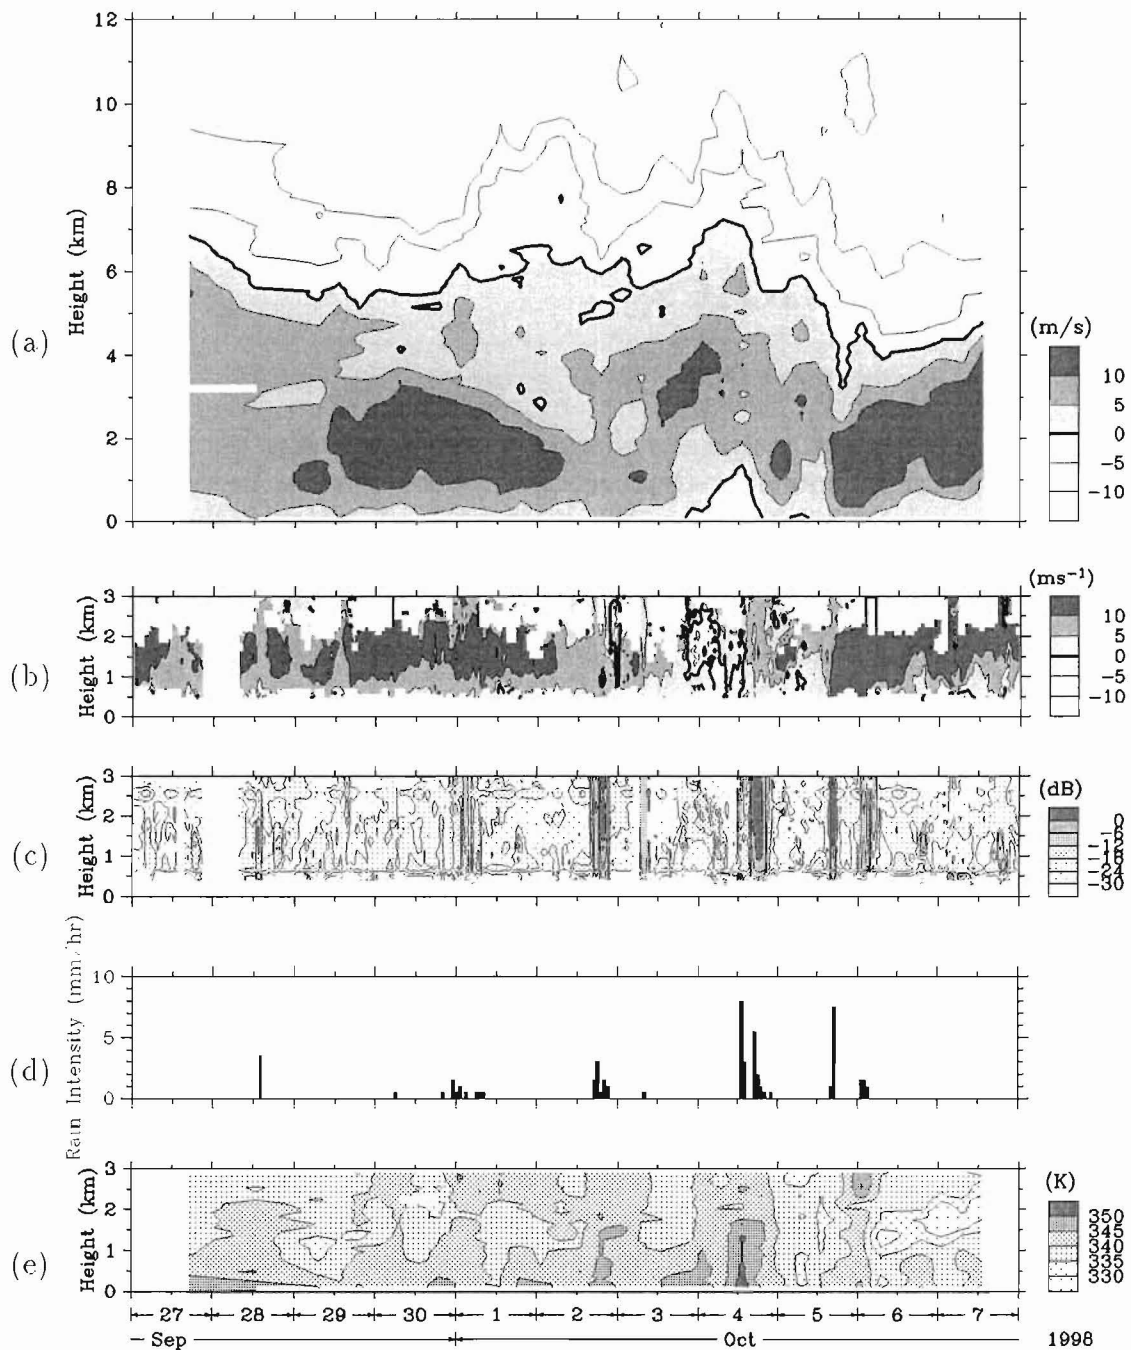 12
10
8
6
4
2
0
Height (km)
(a)
(m/s)
10
5
0
-5
-10
3
2
1
0
Height (km)
(b)
(ms⁻¹)
10
5
0
-5
-10
3
2
1
0
Height (km)
(c)
(dB)
0
-6
-12
-18
-24
-30
10
5
0
Rain Intensity (mm/hr)
(d)
3
2
1
0
Height (km)
(e)
(K)
350
345
340
335
330
27 28 29 30 1 2 3 4 5 6 7
Sep Oct 1998